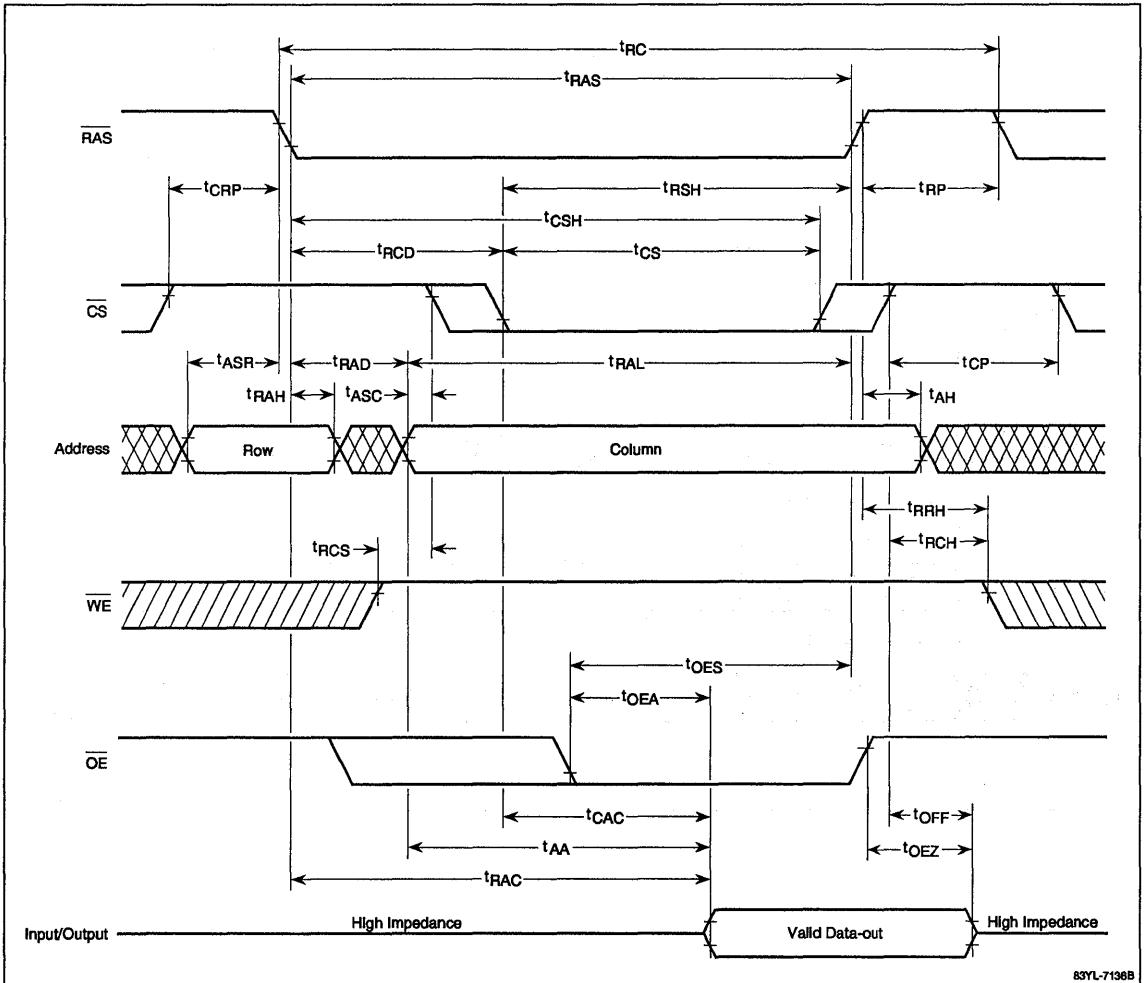 tRC
tRAS
RAS
tCRP
tRSH
tRP
tCSH
tRCD
tCS
CS
tASR
tRAD
tRAL
tCP
tRAH
tASC
tAH
Address
Row
Column
tRRH
tRCS
tRCH
WE
tOES
tOEA
OE
tCAC
tOFF
tAA
tOEZ
tRAC
Input/Output
High Impedance
Valid Data-out
High Impedance
83YL-7136B